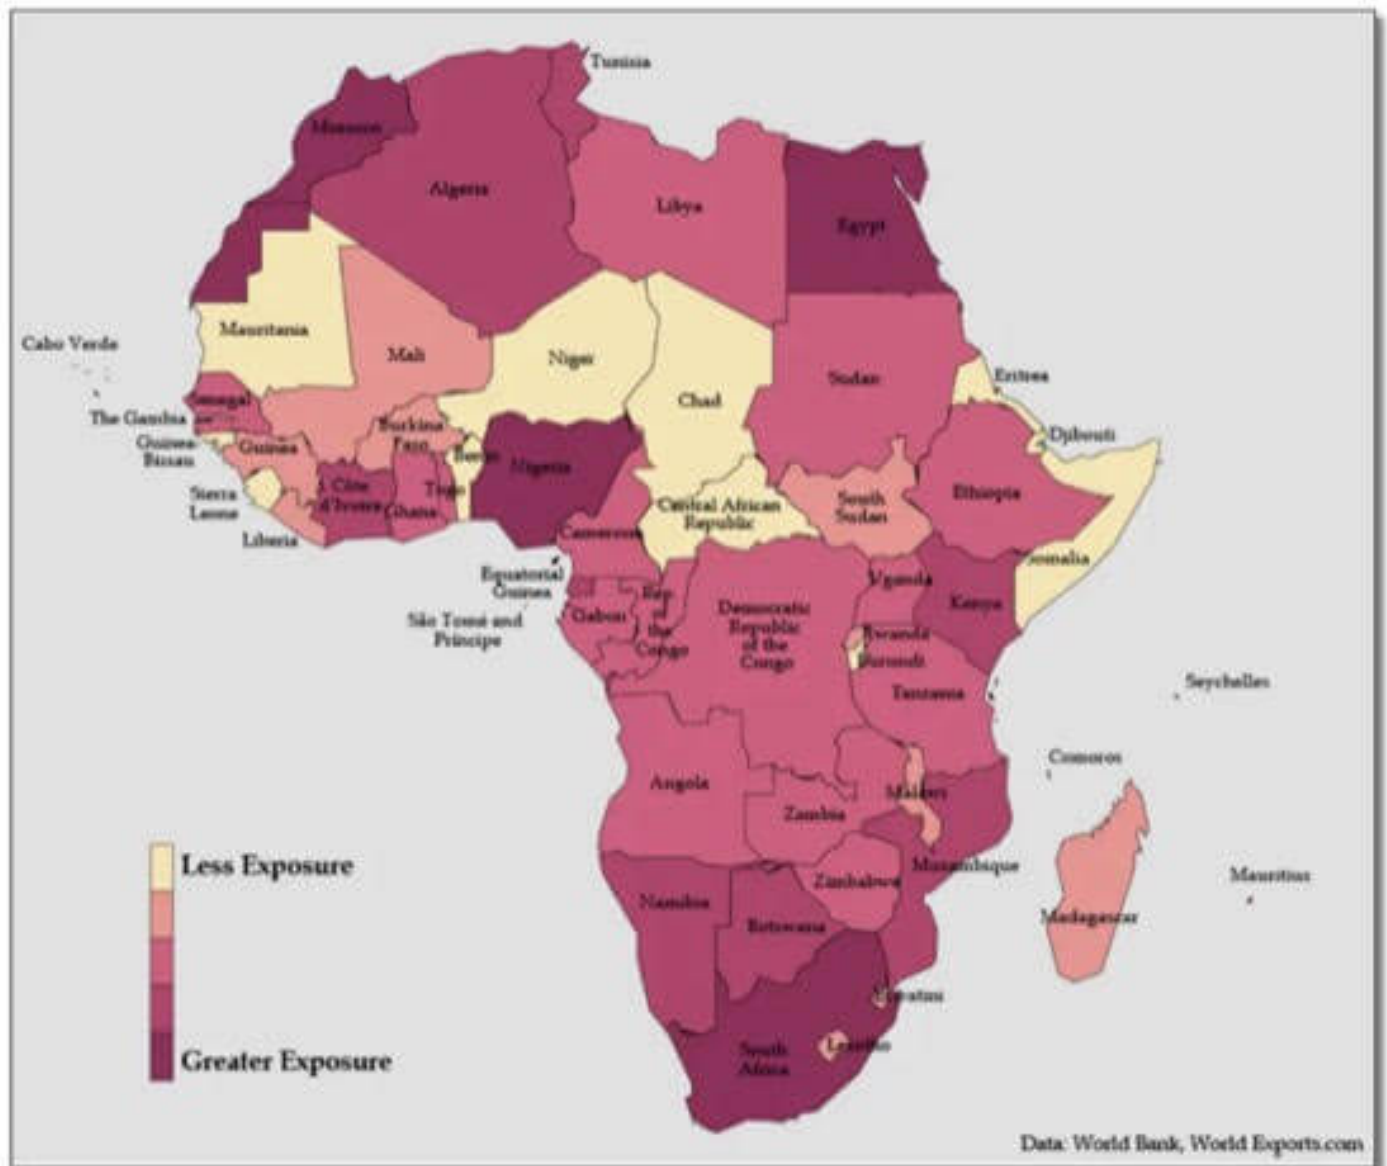 Tunisia
Morocco
Algeria
Libya
Egypt
Mauritania
Cabo Verde
Mali
Niger
Chad
Sudan
Eritrea
Senegal
The Gambia
Burkina
Faso
Djibouti
Guinea-
Bissau
Guinea
Benin
Nigeria
Sierra
Leone
Côte
d'Ivoire
Togo
Ghana
Central African
Republic
South
Sudan
Ethiopia
Liberia
Cameroon
Somalia
Equatorial
Guinea
Uganda
Kenya
São Tomé and
Príncipe
Gabon
Rep.
of
the
Congo
Democratic
Republic
of the
Congo
Rwanda
Burundi
Tanzania
Seychelles
Comoros
Angola
Malawi
Zambia
Mozambique
Zimbabwe
Mauritius
Namibia
Botswana
Madagascar
Eswatini
South
Africa
Lesotho
Less Exposure
Greater Exposure
Data: World Bank, World Exports.com